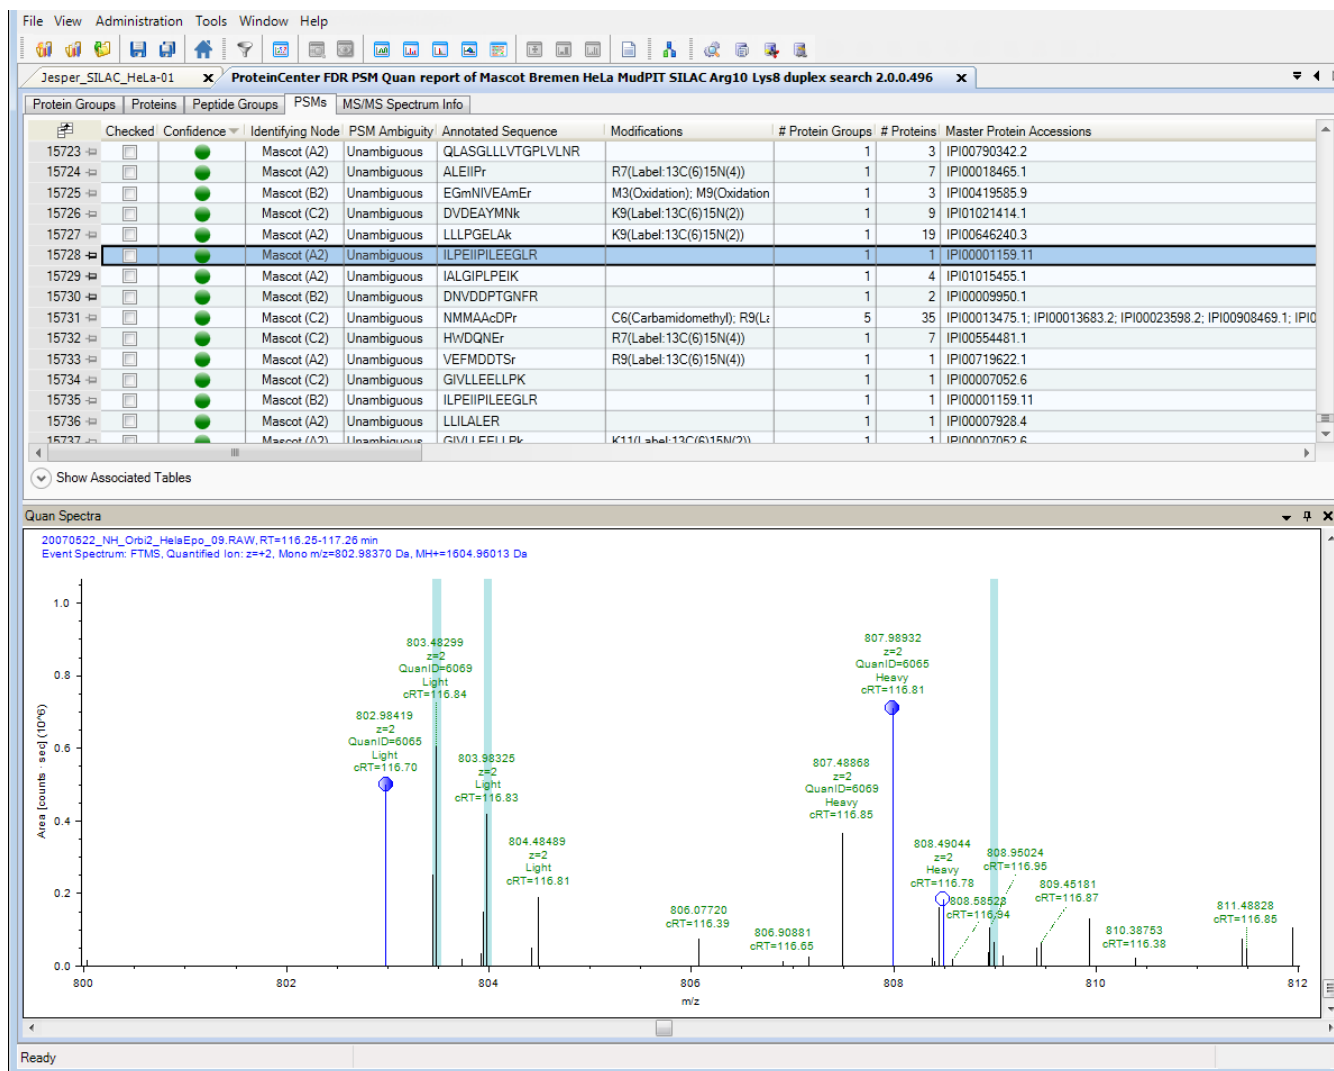 File View Administration Tools Window Help
Jesper_SILAC_HeLa-01 x ProteinCenter FDR PSM Quan report of Mascot Bremen HeLa MudPIT SILAC Arg10 Lys8 duplex search 2.0.0.496 x
Protein Groups Proteins Peptide Groups PSMs MS/MS Spectrum Info
Checked Confidence Identifying Node PSM Ambiguity Annotated Sequence Modifications # Protein Groups # Proteins Master Protein Accessions
15723 Mascot (A2) Unambiguous QLASGLLLVTGPLVLNR 1 3 IPI00790342.2
15724 Mascot (A2) Unambiguous ALEIIPr R7(Label:13C(6)15N(4)) 1 7 IPI00018465.1
15725 Mascot (B2) Unambiguous EGmNIVEAmEr M3(Oxidation); M9(Oxidation 1 3 IPI00419585.9
15726 Mascot (C2) Unambiguous DVDEAYMNk K9(Label:13C(6)15N(2)) 1 9 IPI01021414.1
15727 Mascot (A2) Unambiguous LLLPGELAk K9(Label:13C(6)15N(2)) 1 19 IPI00646240.3
15728 Mascot (A2) Unambiguous ILPEIIPILEEGLR 1 1 IPI00001159.11
15729 Mascot (A2) Unambiguous IALGIPLPEIK 1 4 IPI01015455.1
15730 Mascot (B2) Unambiguous DNVDDPTGNFR 1 2 IPI00009950.1
15731 Mascot (C2) Unambiguous NMMAAcDPr C6(Carbamidomethyl); R9(La 5 35 IPI00013475.1; IPI00013683.2; IPI00023598.2; IPI00908469.1; IPI0
15732 Mascot (C2) Unambiguous HWDQNEr R7(Label:13C(6)15N(4)) 1 7 IPI00554481.1
15733 Mascot (A2) Unambiguous VEFMDDTSr R9(Label:13C(6)15N(4)) 1 1 IPI00719622.1
15734 Mascot (C2) Unambiguous GIVLLEELLPK 1 1 IPI00007052.6
15735 Mascot (B2) Unambiguous ILPEIIPILEEGLR 1 1 IPI00001159.11
15736 Mascot (A2) Unambiguous LLILALER 1 1 IPI00007928.4
15737 Mascot (A2) Unambiguous GIVLLEELLPk K11(Label:13C(6)15N(2)) 1 1 IPI00007052.6
Show Associated Tables
Quan Spectra
20070522_NH_Orbi2_HelaEpo_09.RAW, RT=116.25-117.26 min
Event Spectrum: FTMS, Quantified Ion: z=+2, Mono m/z=802.98370 Da, MH+=1604.96013 Da
Area [counts · sec] (10^6)
1.0
0.8
0.6
0.4
0.2
0.0
802.98419
z=2
QuanID=6065
Light
cRT=116.70
803.48299
z=2
QuanID=6069
Light
cRT=116.84
803.98325
z=2
Light
cRT=116.83
804.48489
z=2
Light
cRT=116.81
806.07720
cRT=116.39
806.90881
cRT=116.65
807.48868
z=2
QuanID=6069
Heavy
cRT=116.85
807.98932
z=2
QuanID=6065
Heavy
cRT=116.81
808.49044
z=2
Heavy
cRT=116.78
808.58528
cRT=116.94
808.95024
cRT=116.95
809.45181
cRT=116.87
810.38753
cRT=116.38
811.48828
cRT=116.85
800 802 804 806 808 810 812
m/z
Ready